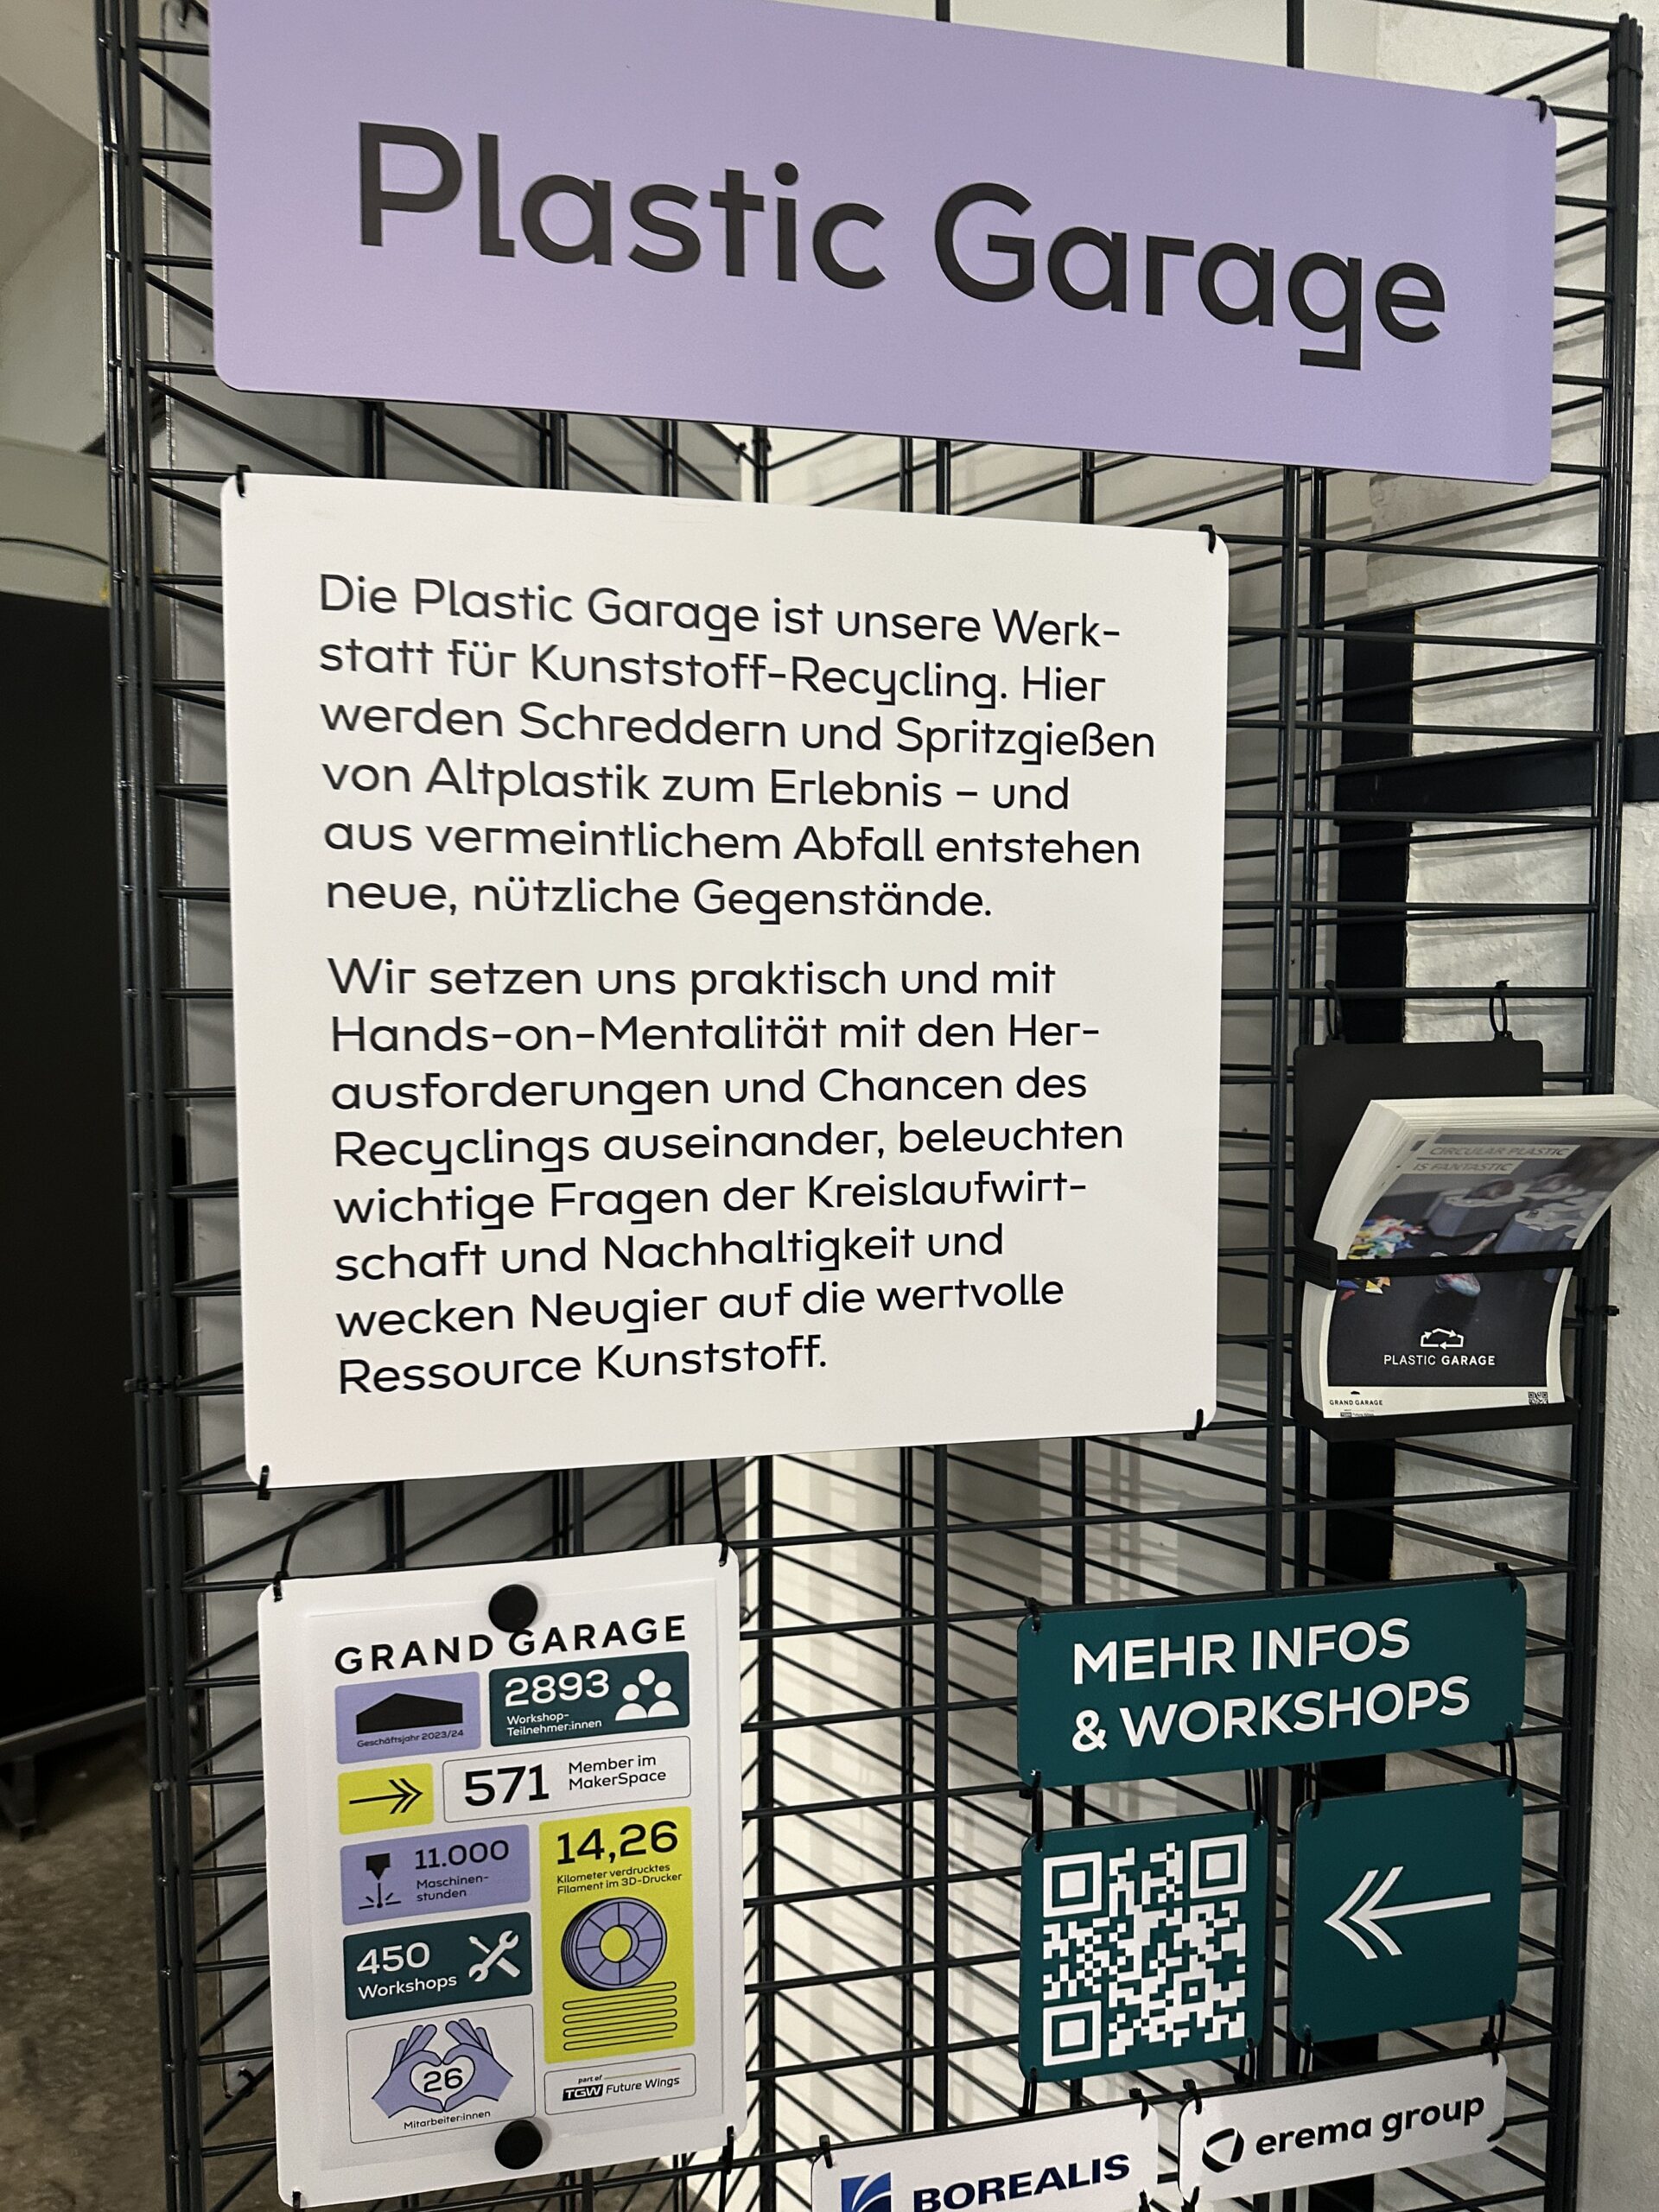 Plastic Garage
Die Plastic Garage ist unsere Werk-
statt für Kunststoff-Recycling. Hier
werden Schreddern und Spritzgießen
von Altplastik zum Erlebnis – und
aus vermeintlichem Abfall entstehen
neue, nützliche Gegenstände.
Wir setzen uns praktisch und mit
Hands-on-Mentalität mit den Her-
ausforderungen und Chancen des
Recyclings auseinander, beleuchten
wichtige Fragen der Kreislaufwirt-
schaft und Nachhaltigkeit und
wecken Neugier auf die wertvolle
Ressource Kunststoff.
CIRCULAR PLASTIC
IS FANTASTIC
PLASTIC GARAGE
GRAND GARAGE
GRAND GARAGE
Geschäftsjahr 2023/24
2893
Workshop-
Teilnehmer:innen
571
Member im
MakerSpace
11.000
Maschinen-
stunden
14,26
Kilometer verdrucktes
Filament im 3D-Drucker
450
Workshops
26
Mitarbeiter:innen
part of
TGW Future Wings
MEHR INFOS
& WORKSHOPS
BOREALIS
erema group